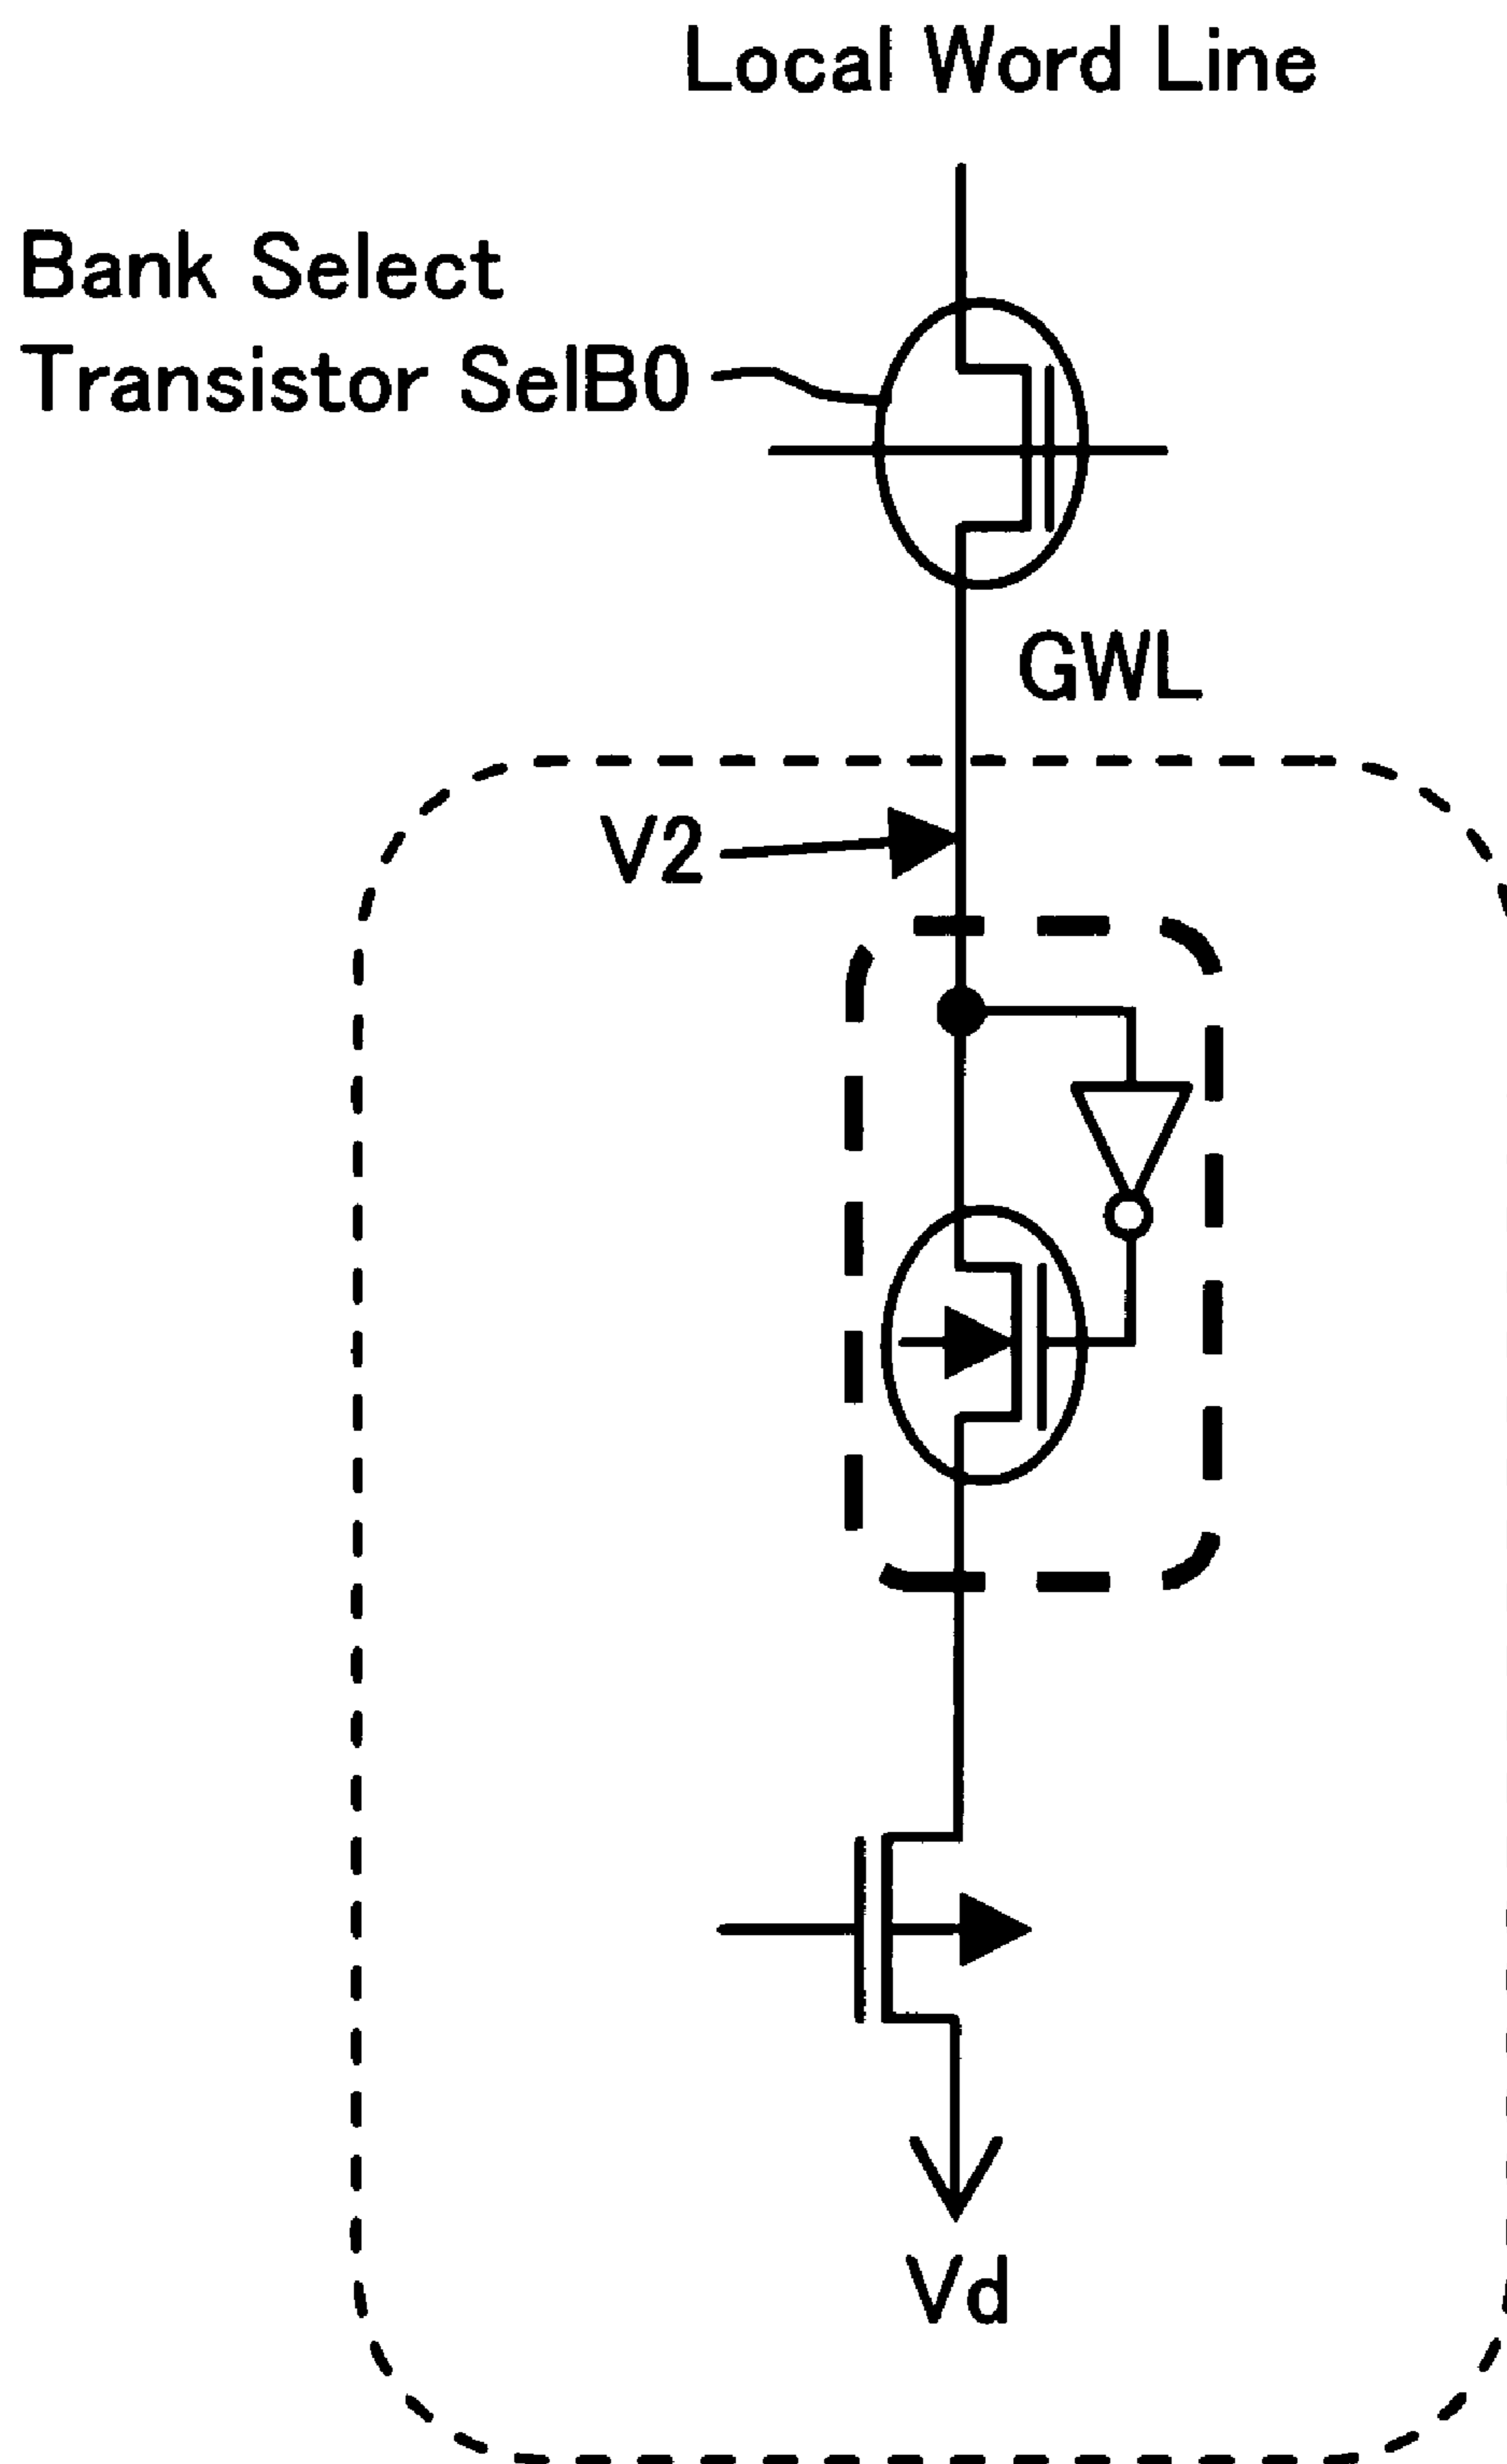 Local Word Line
Bank Select
Transistor SelB0
GWL
V2
Vd